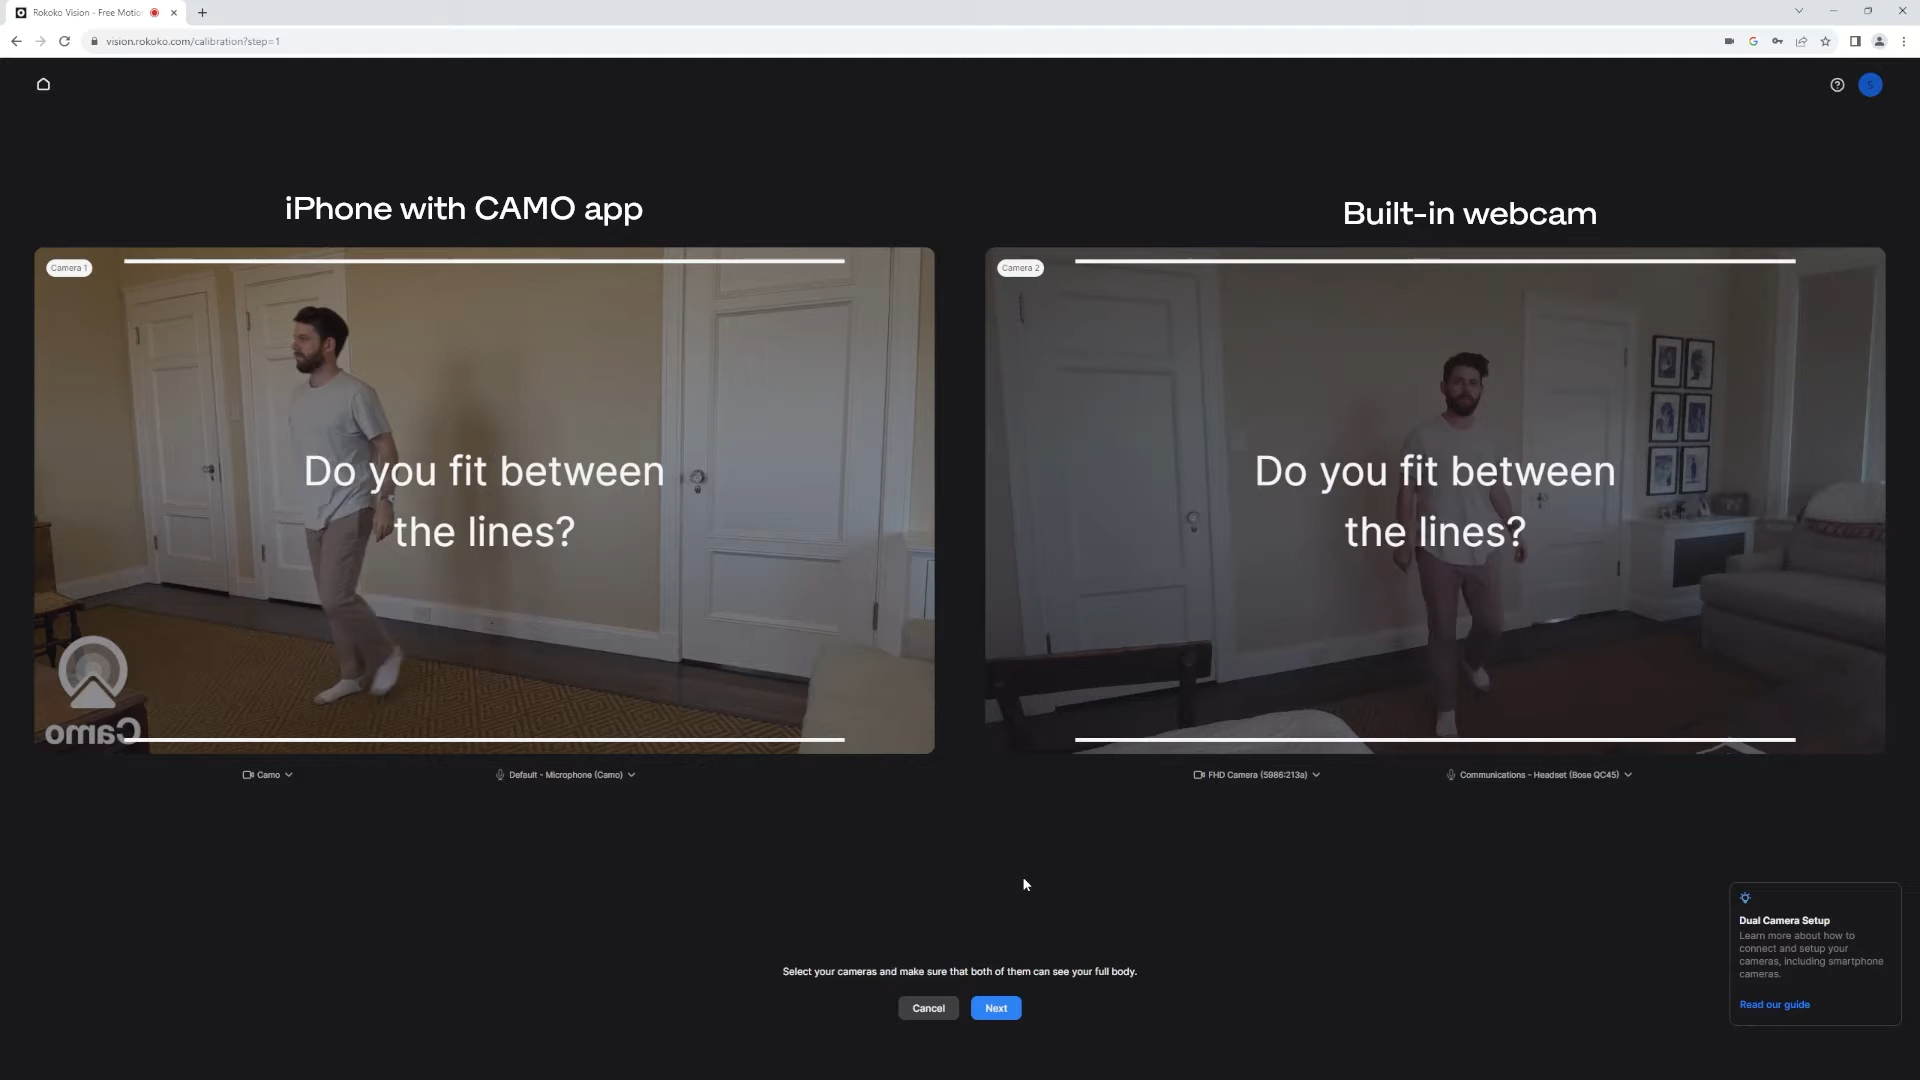 Rokoko Vision - Free Motio
vision.rokoko.com/calibration?step=1
S
iPhone with CAMO app
Built-in webcam
Camera 1
Camera 2
Do you fit between
the lines?
Do you fit between
the lines?
Camo
Camo
Default - Microphone (Camo)
FHD Camera (5986:213a)
Communications - Headset (Bose QC45)
Dual Camera Setup
Learn more about how to
connect and setup your
cameras, including smartphone
cameras.
Read our guide
Select your cameras and make sure that both of them can see your full body.
Cancel
Next